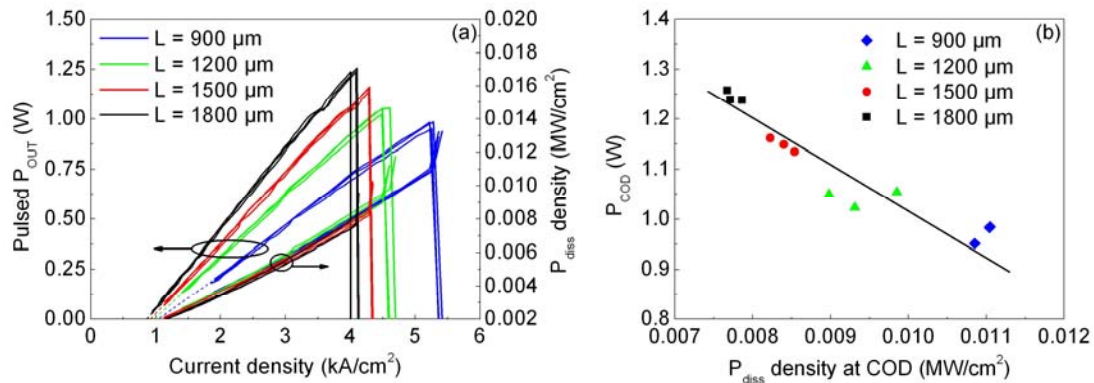 (a)
L = 900 µm
L = 1200 µm
L = 1500 µm
L = 1800 µm
Pulsed P_OUT (W)
1.50
1.25
1.00
0.75
0.50
0.25
0.00
0 1 2 3 4 5 6
Current density (kA/cm²)
0.020
0.018
0.016
0.014
0.012
0.010
0.008
0.006
0.004
0.002
P_diss density (MW/cm²)
(b)
L = 900 µm
L = 1200 µm
L = 1500 µm
L = 1800 µm
P_COD (W)
1.4
1.3
1.2
1.1
1.0
0.9
0.8
0.007 0.008 0.009 0.010 0.011 0.012
P_diss density at COD (MW/cm²)